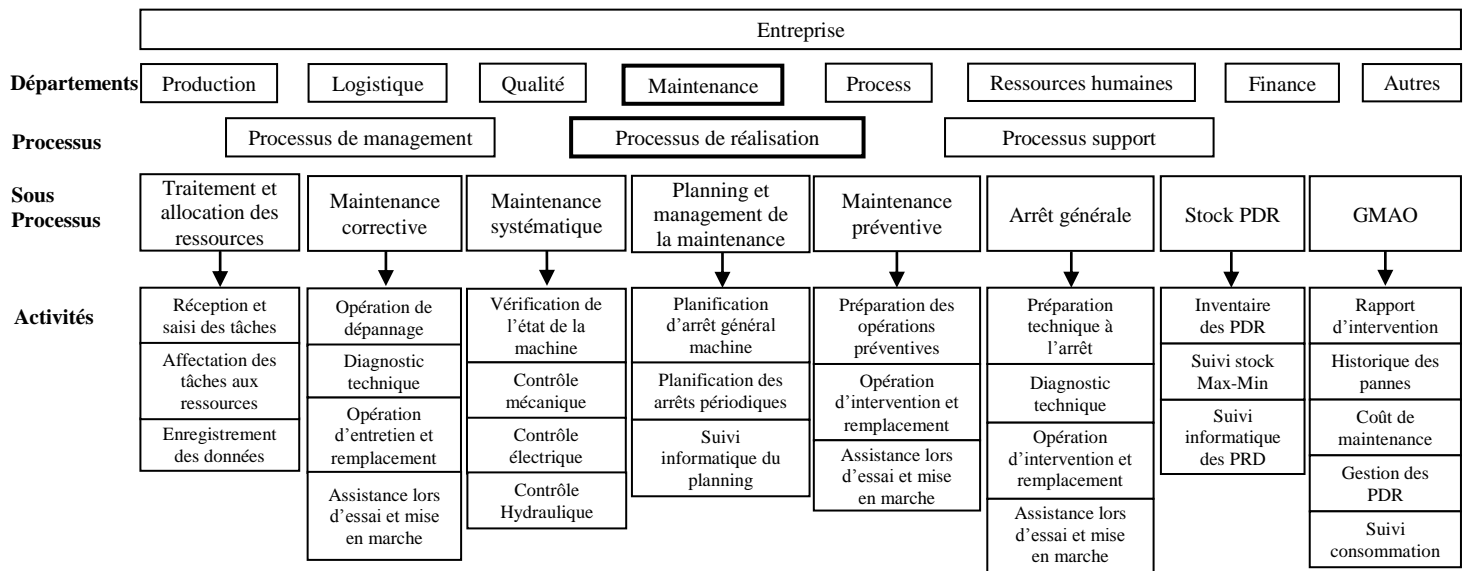 Entreprise
Départements
Production
Logistique
Qualité
Maintenance
Process
Ressources humaines
Finance
Autres
Processus
Processus de management
Processus de réalisation
Processus support
Sous
Processus
Traitement et
allocation des
ressources
Maintenance
corrective
Maintenance
systématique
Planning et
management de
la maintenance
Maintenance
préventive
Arrêt générale
Stock PDR
GMAO
Activités
Réception et
saisi des tâches
Affectation des
tâches aux
ressources
Enregistrement
des données
Opération de
dépannage
Diagnostic
technique
Opération
d'entretien et
remplacement
Assistance lors
d'essai et mise
en marche
Vérification de
l'état de la
machine
Contrôle
mécanique
Contrôle
électrique
Contrôle
Hydraulique
Planification
d'arrêt général
machine
Planification des
arrêts périodiques
Suivi
informatique du
planning
Préparation des
opérations
préventives
Opération
d'intervention et
remplacement
Assistance lors
d'essai et mise
en marche
Préparation
technique à
l'arrêt
Diagnostic
technique
Opération
d'intervention et
remplacement
Assistance lors
d'essai et mise
en marche
Inventaire
des PDR
Suivi stock
Max-Min
Suivi
informatique
des PRD
Rapport
d'intervention
Historique des
pannes
Coût de
maintenance
Gestion des
PDR
Suivi
consommation